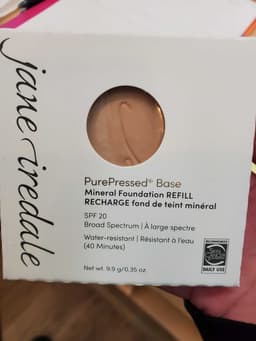 jane iredale
PurePressed® Base
Mineral Foundation REFILL
RECHARGE fond de teint minéral
SPF 20
Broad Spectrum | À large spectre
Water-resistant | Résistant à l'eau
(40 Minutes)
Net wt. 9.9 g/0.35 oz.
RECOMMENDED
DAILY USE